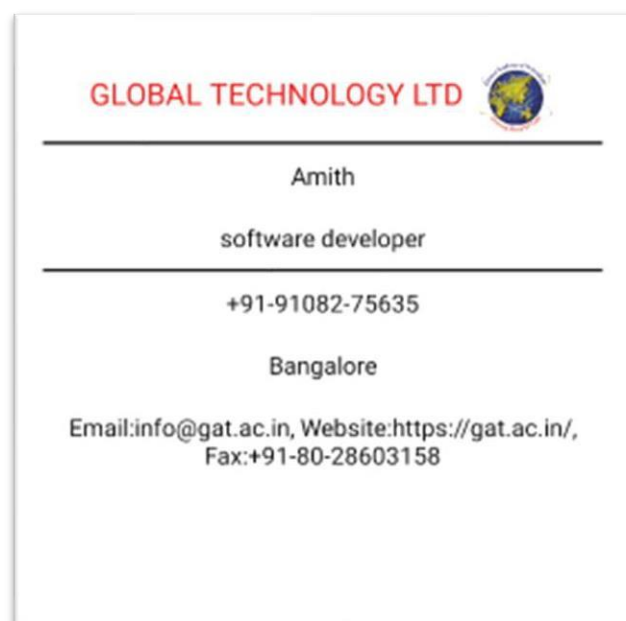 GLOBAL TECHNOLOGY LTD
Amith
software developer
+91-91082-75635
Bangalore
Email:info@gat.ac.in, Website:https://gat.ac.in/,
Fax:+91-80-28603158